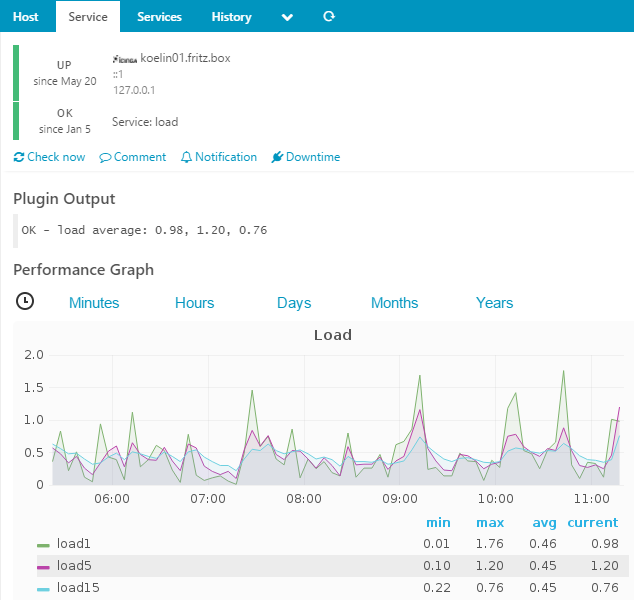 Host Service Services History
UP
since May 20
icinga koelin01.fritz.box
::1
127.0.0.1
OK
since Jan 5
Service: load
Check now Comment Notification Downtime
Plugin Output
OK - load average: 0.98, 1.20, 0.76
Performance Graph
Minutes Hours Days Months Years
Load
2.0
1.5
1.0
0.5
0
06:00 07:00 08:00 09:00 10:00 11:00
min max avg current
load1 0.01 1.76 0.46 0.98
load5 0.10 1.20 0.45 1.20
load15 0.22 0.76 0.45 0.76